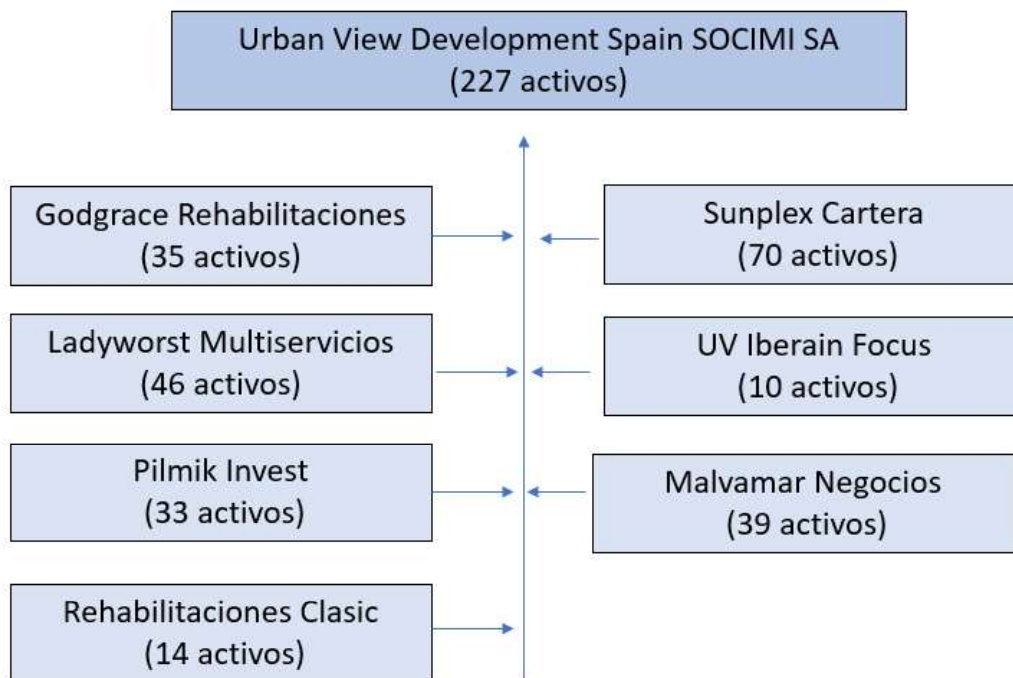 Urban View Development Spain SOCIMI SA
(227 activos)
Godgrace Rehabilitaciones
(35 activos)
Sunplex Cartera
(70 activos)
Ladyworst Multiservicios
(46 activos)
UV Iberain Focus
(10 activos)
Pilmik Invest
(33 activos)
Malvamar Negocios
(39 activos)
Rehabilitaciones Clasic
(14 activos)